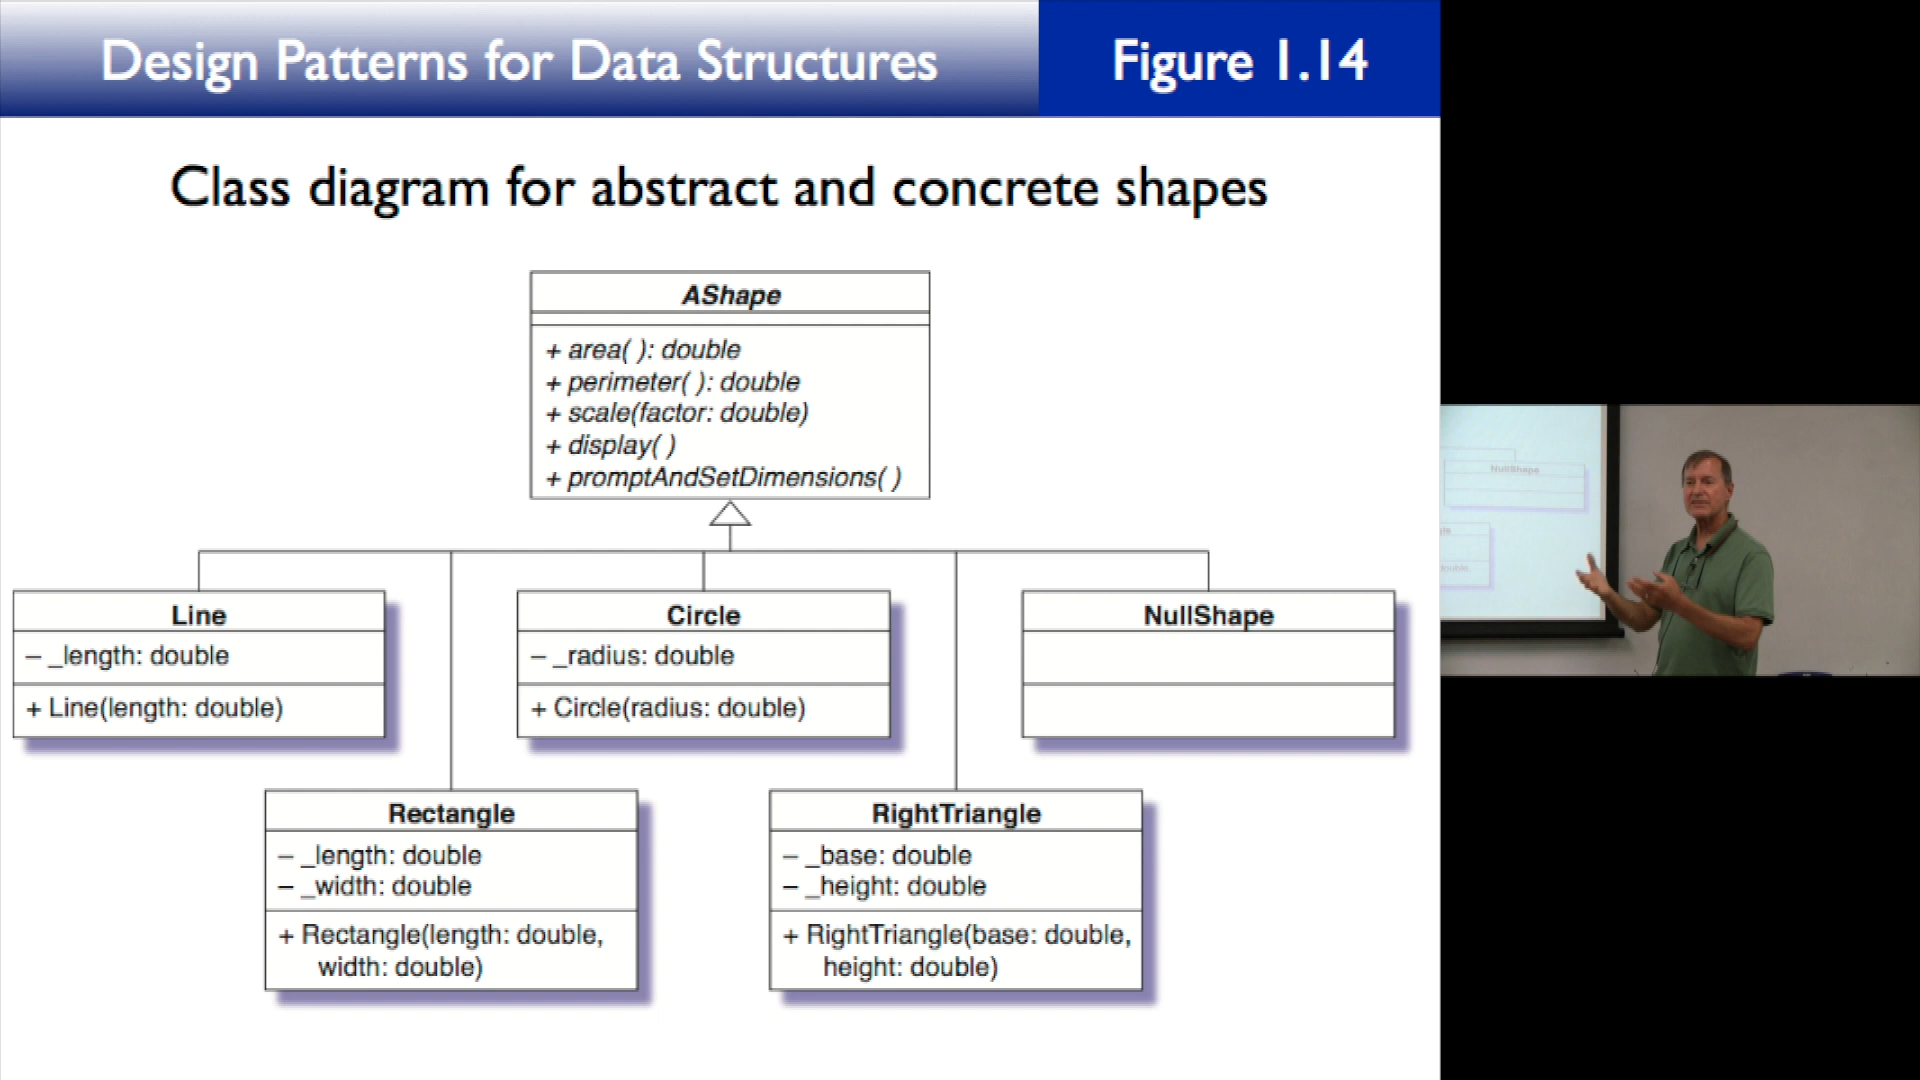 Design Patterns for Data Structures
Figure 1.14
Class diagram for abstract and concrete shapes
AShape
+ area( ): double
+ perimeter( ): double
+ scale(factor: double)
+ display( )
+ promptAndSetDimensions( )
Line
– _length: double
+ Line(length: double)
Circle
– _radius: double
+ Circle(radius: double)
NullShape
Rectangle
– _length: double
– _width: double
+ Rectangle(length: double,
width: double)
RightTriangle
– _base: double
– _height: double
+ RightTriangle(base: double,
height: double)
NullShape
double,